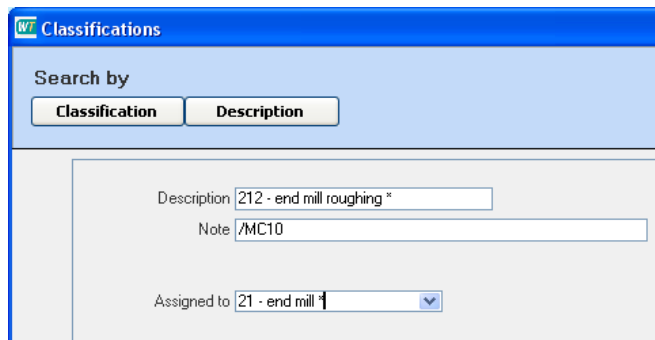 WT Classifications
Search by
Classification Description
Description 212 - end mill roughing *
Note /MC10
Assigned to 21 - end mill *